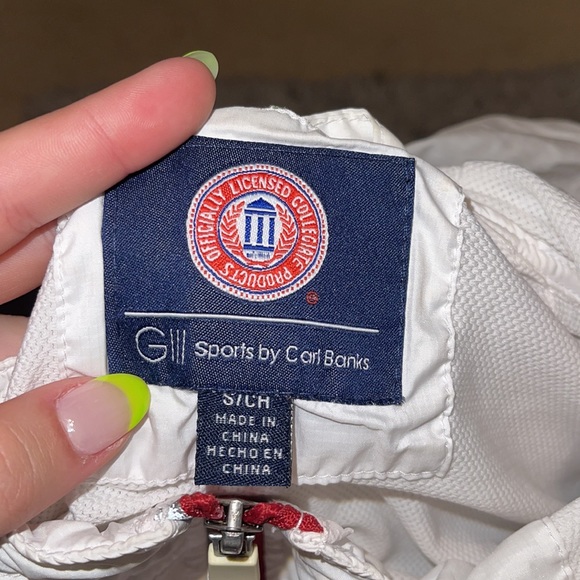 OFFICIALLY LICENSED COLLEGIATE PRODUCTS
GIII Sports by Carl Banks
S/CH
MADE IN
CHINA
HECHO EN
CHINA